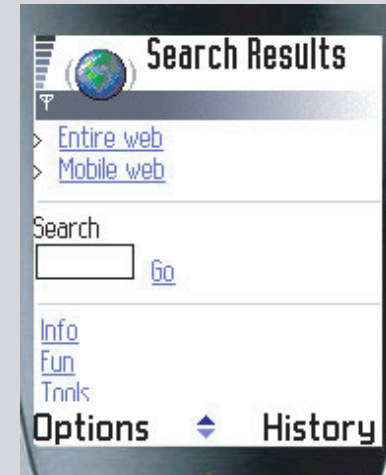 Search Results
> Entire web
> Mobile web
Search
Go
Info
Fun
Tools
Options History